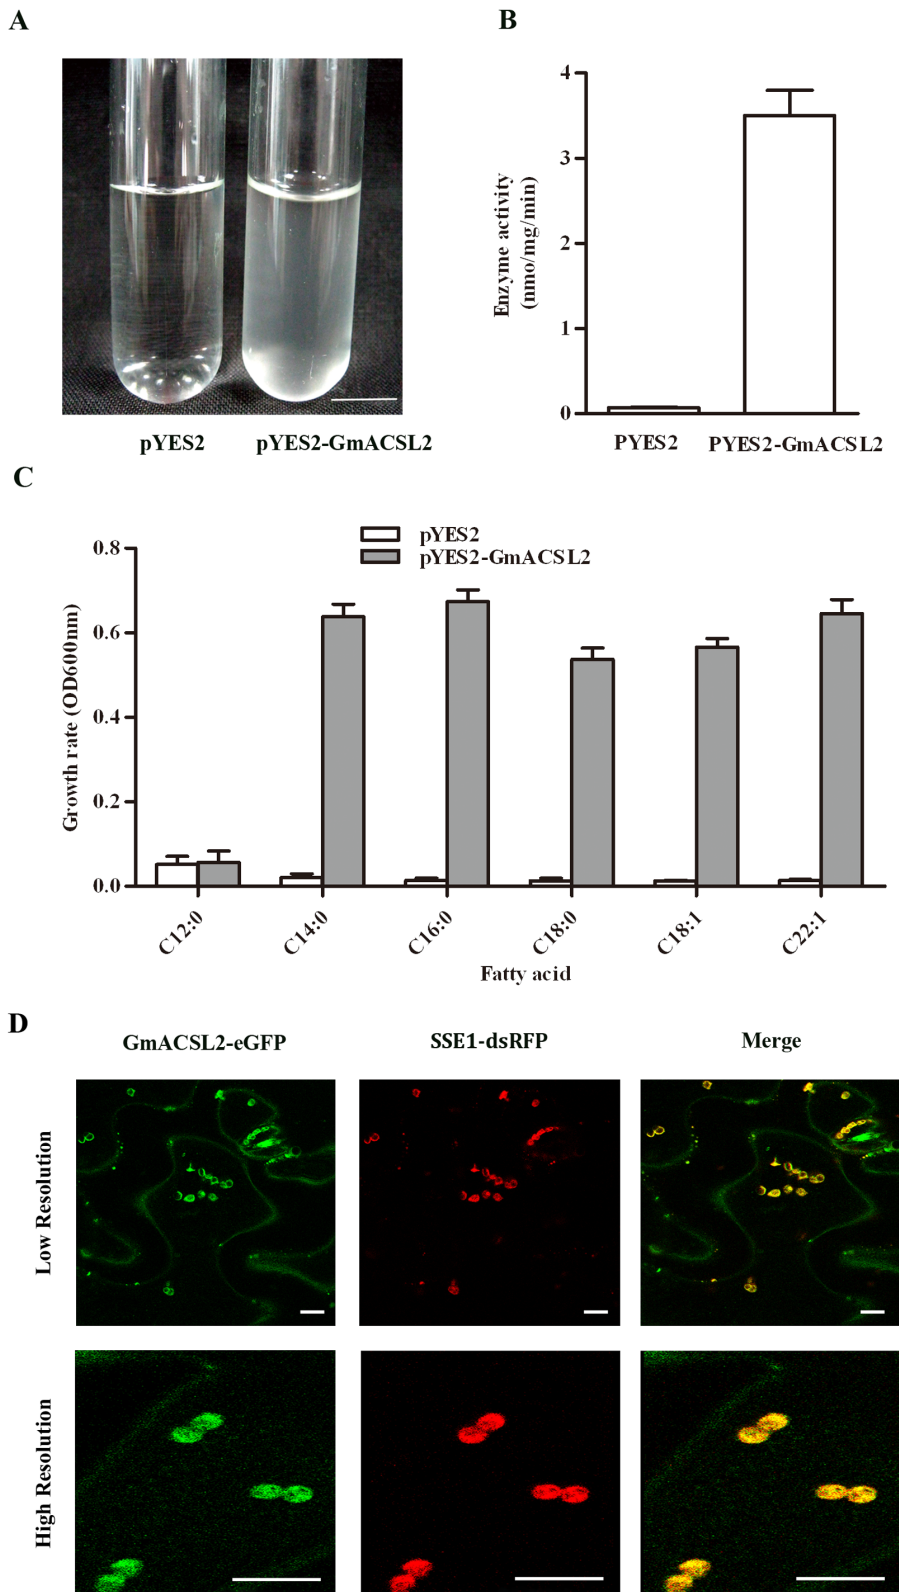 A
pYES2 pYES2-GmACSL2
B
Enzyme activity
(nmo/mg/min)
4
3
2
1
0
PYES2 PYES2-GmACSL2
C
pYES2
pYES2-GmACSL2
Growth rate (OD600nm)
0.8
0.6
0.4
0.2
0.0
C12:0 C14:0 C16:0 C18:0 C18:1 C22:1
Fatty acid
D
GmACSL2-eGFP SSE1-dsRFP Merge
Low Resolution
High Resolution